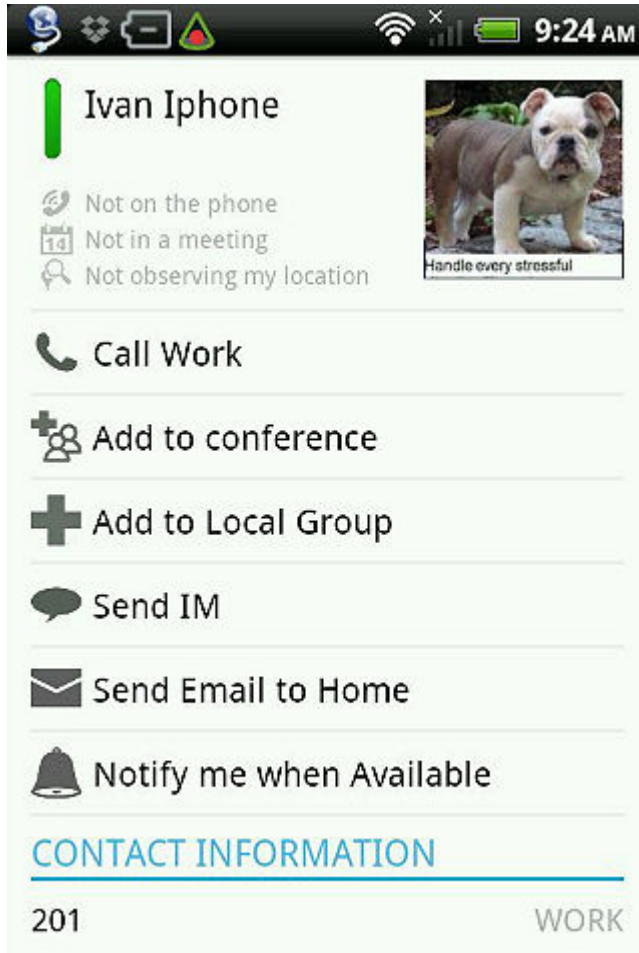 9:24 AM
Ivan Iphone
Not on the phone
14 Not in a meeting
Not observing my location
Handle every stressful
Call Work
Add to conference
Add to Local Group
Send IM
Send Email to Home
Notify me when Available
CONTACT INFORMATION
201 WORK